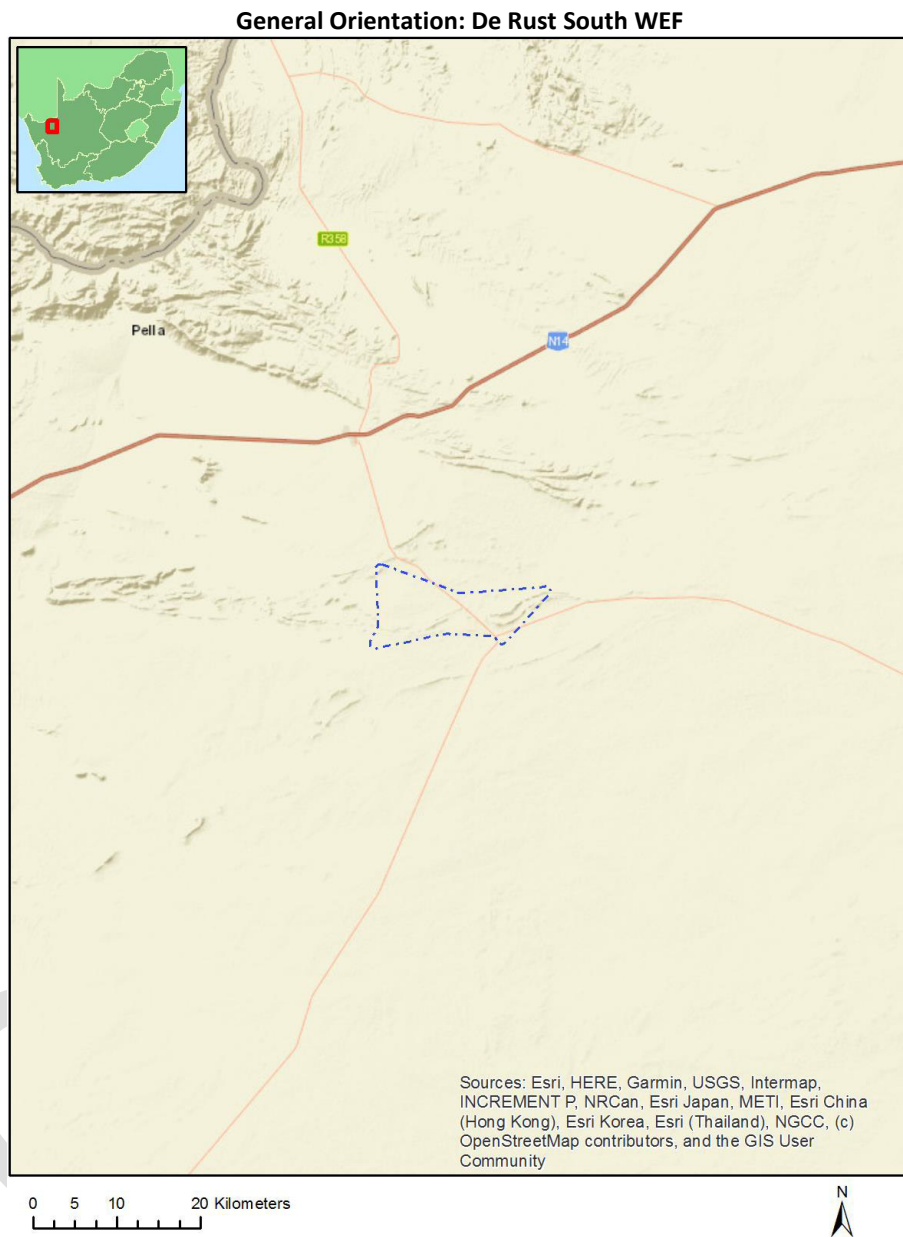 General Orientation: De Rust South WEF
R358
Pella
N14
Sources: Esri, HERE, Garmin, USGS, Intermap,
INCREMENT P, NRCan, Esri Japan, METI, Esri China
(Hong Kong), Esri Korea, Esri (Thailand), NGCC, (c)
OpenStreetMap contributors, and the GIS User
Community
0 5 10 20 Kilometers
N